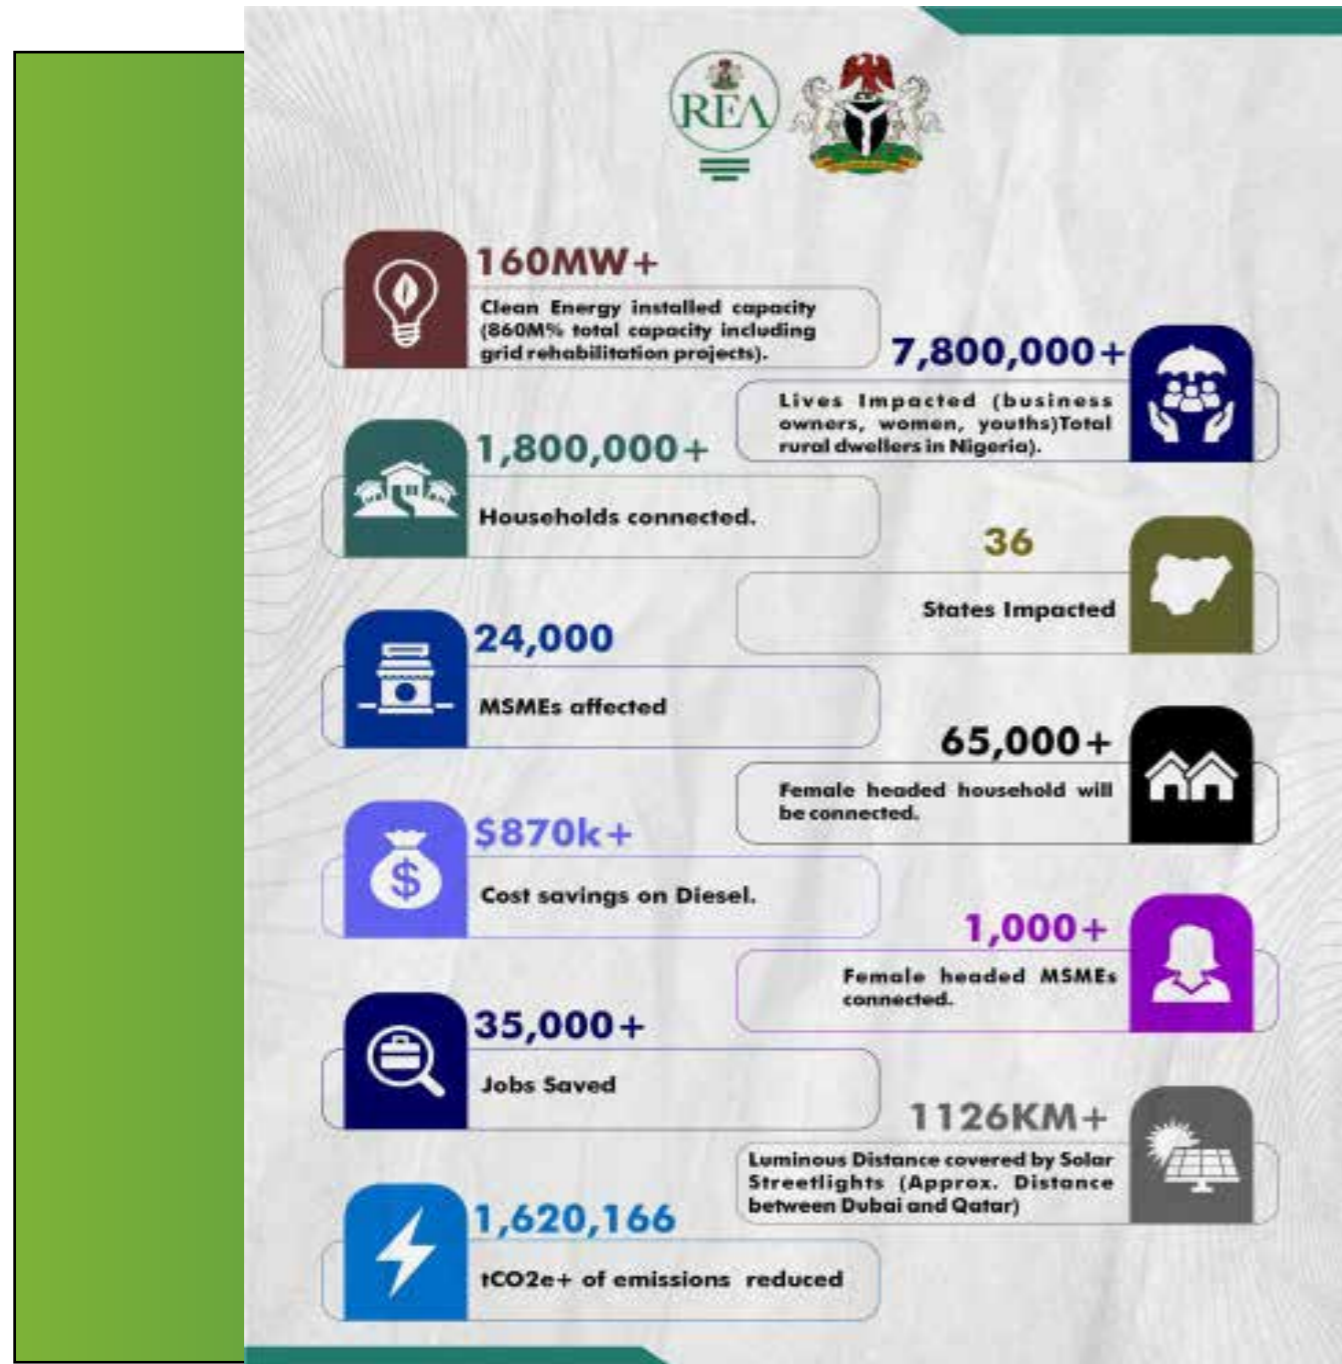 REA
160MW+
Clean Energy installed capacity
(860M% total capacity including
grid rehabilitation projects).
7,800,000+
Lives Impacted (business
owners, women, youths)Total
rural dwellers in Nigeria).
1,800,000+
Households connected.
36
States Impacted
24,000
MSMEs affected
65,000+
Female headed household will
be connected.
$870k+
Cost savings on Diesel.
1,000+
Female headed MSMEs
connected.
35,000+
Jobs Saved
1126KM+
Luminous Distance covered by Solar
Streetlights (Approx. Distance
between Dubai and Qatar)
1,620,166
tCO2e+ of emissions reduced